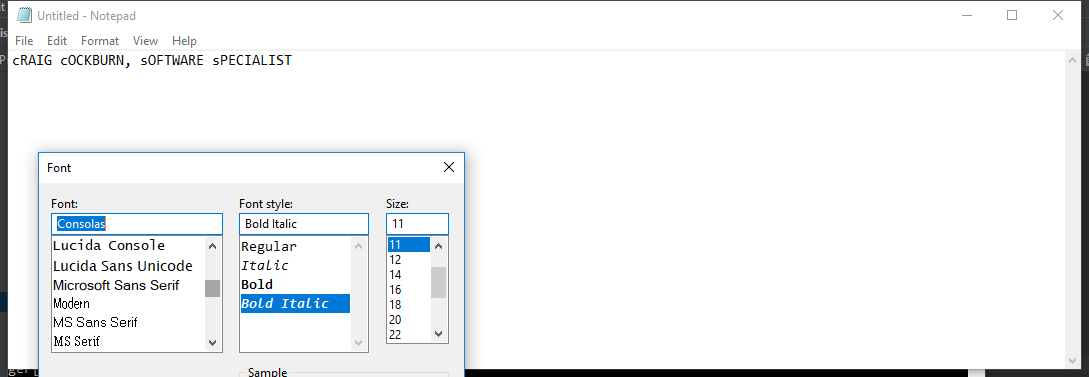 Untitled - Notepad
File Edit Format View Help
cRAIG cOCKBURN, sOFTWARE sPECIALIST
Font
Font: Font style: Size:
Consolas Bold Italic 11
Lucida Console Regular 11
Lucida Sans Unicode Italic 12
Microsoft Sans Serif Bold 14
Modern Bold Italic 16
MS Sans Serif 18
MS Serif 20
22
Sample